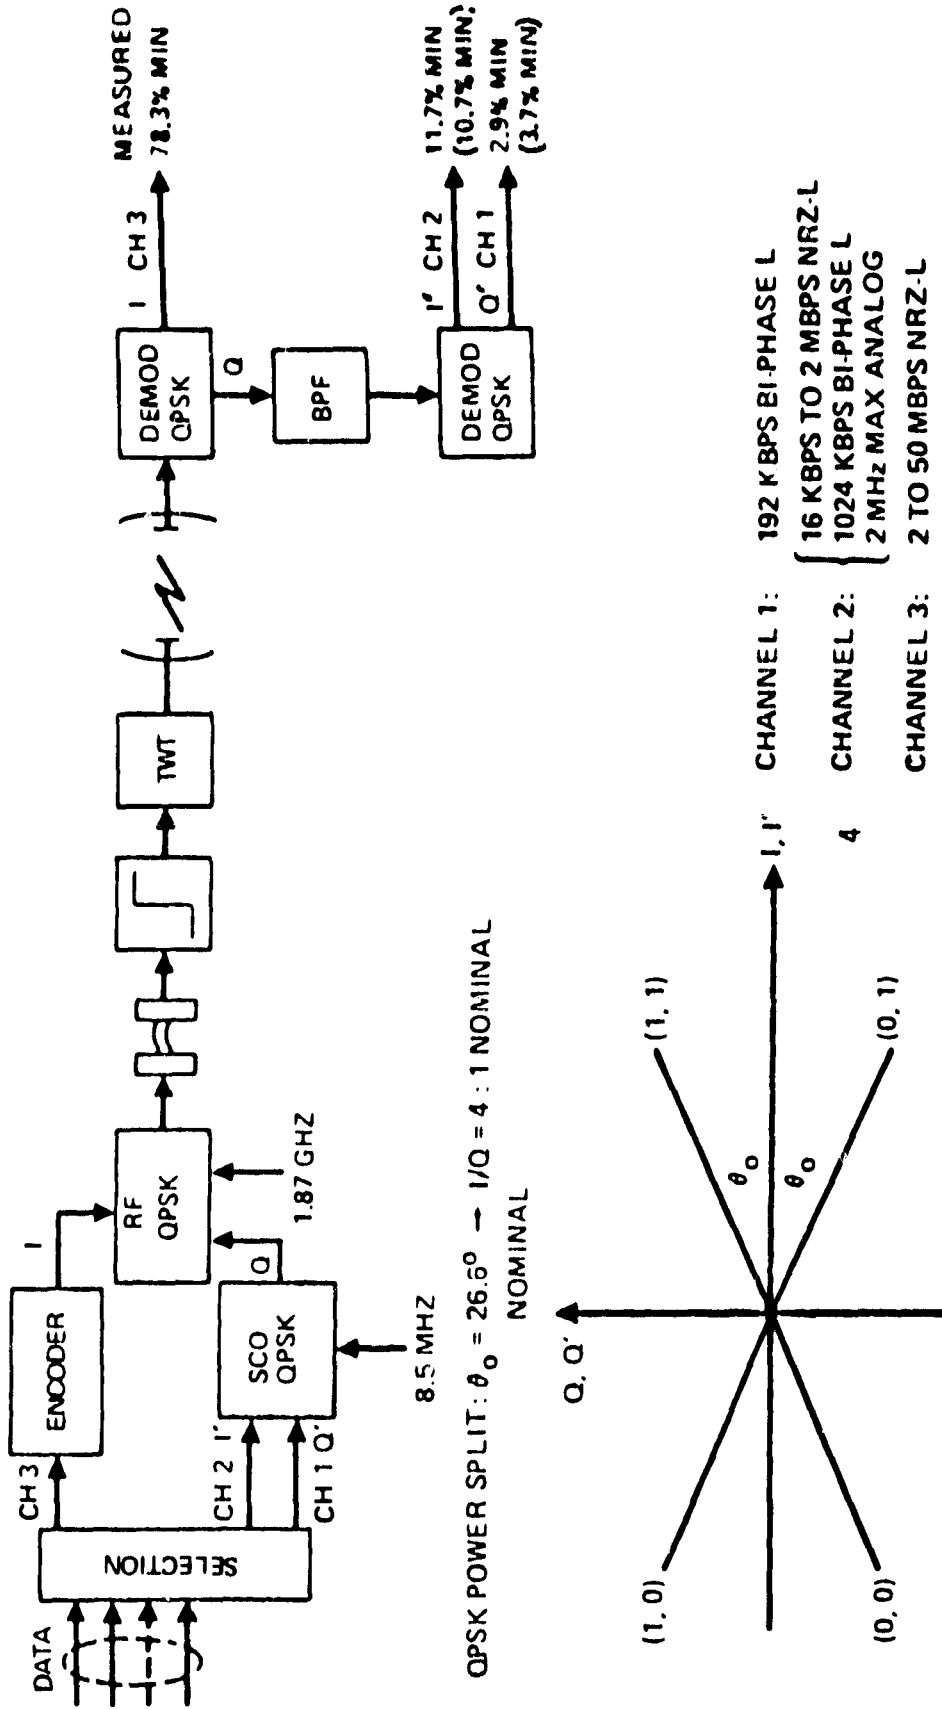 DATA
SELECTION
CH 3
CH 2 I'
CH 1 Q'
ENCODER
I
SCO
QPSK
8.5 MHZ
Q
RF
QPSK
1.87 GHZ
TWT
DEMOD
QPSK
I CH 3
MEASURED
78.3% MIN
Q
BPF
DEMOD
QPSK
I' CH 2
Q' CH 1
11.7% MIN
(10.7% MIN)
2.9% MIN
(3.7% MIN)
QPSK POWER SPLIT: θo = 26.6° → I/Q = 4 : 1 NOMINAL
NOMINAL
Q, Q'
I, I'
(1, 0)
(1, 1)
θo
θo
(0, 0)
(0, 1)
4
CHANNEL 1: 192 KBPS BI-PHASE L
CHANNEL 2: 16 KBPS TO 2 MBPS NRZ-L
1024 KBPS BI-PHASE L
2 MHz MAX ANALOG
CHANNEL 3: 2 TO 50 MBPS NRZ-L